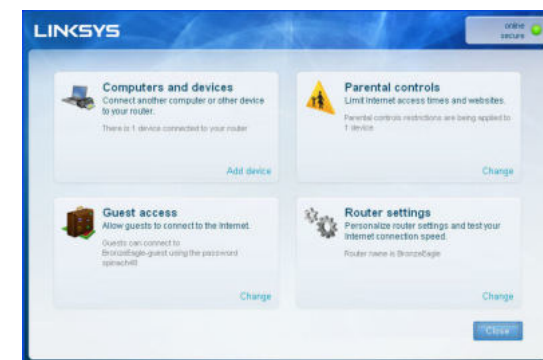 LINKSYS
online
secure
Computers and devices
Connect another computer or other device
to your router.
There is 1 device connected to your router
Add device
Parental controls
Limit Internet access times and websites.
Parental controls restrictions are being applied to
1 device
Change
Guest access
Allow guests to connect to the Internet.
Guests can connect to
BronzeEagle-guest using the password
spinach48
Change
Router settings
Personalize router settings and test your
Internet connection speed.
Router name is BronzeEagle
Change
Close